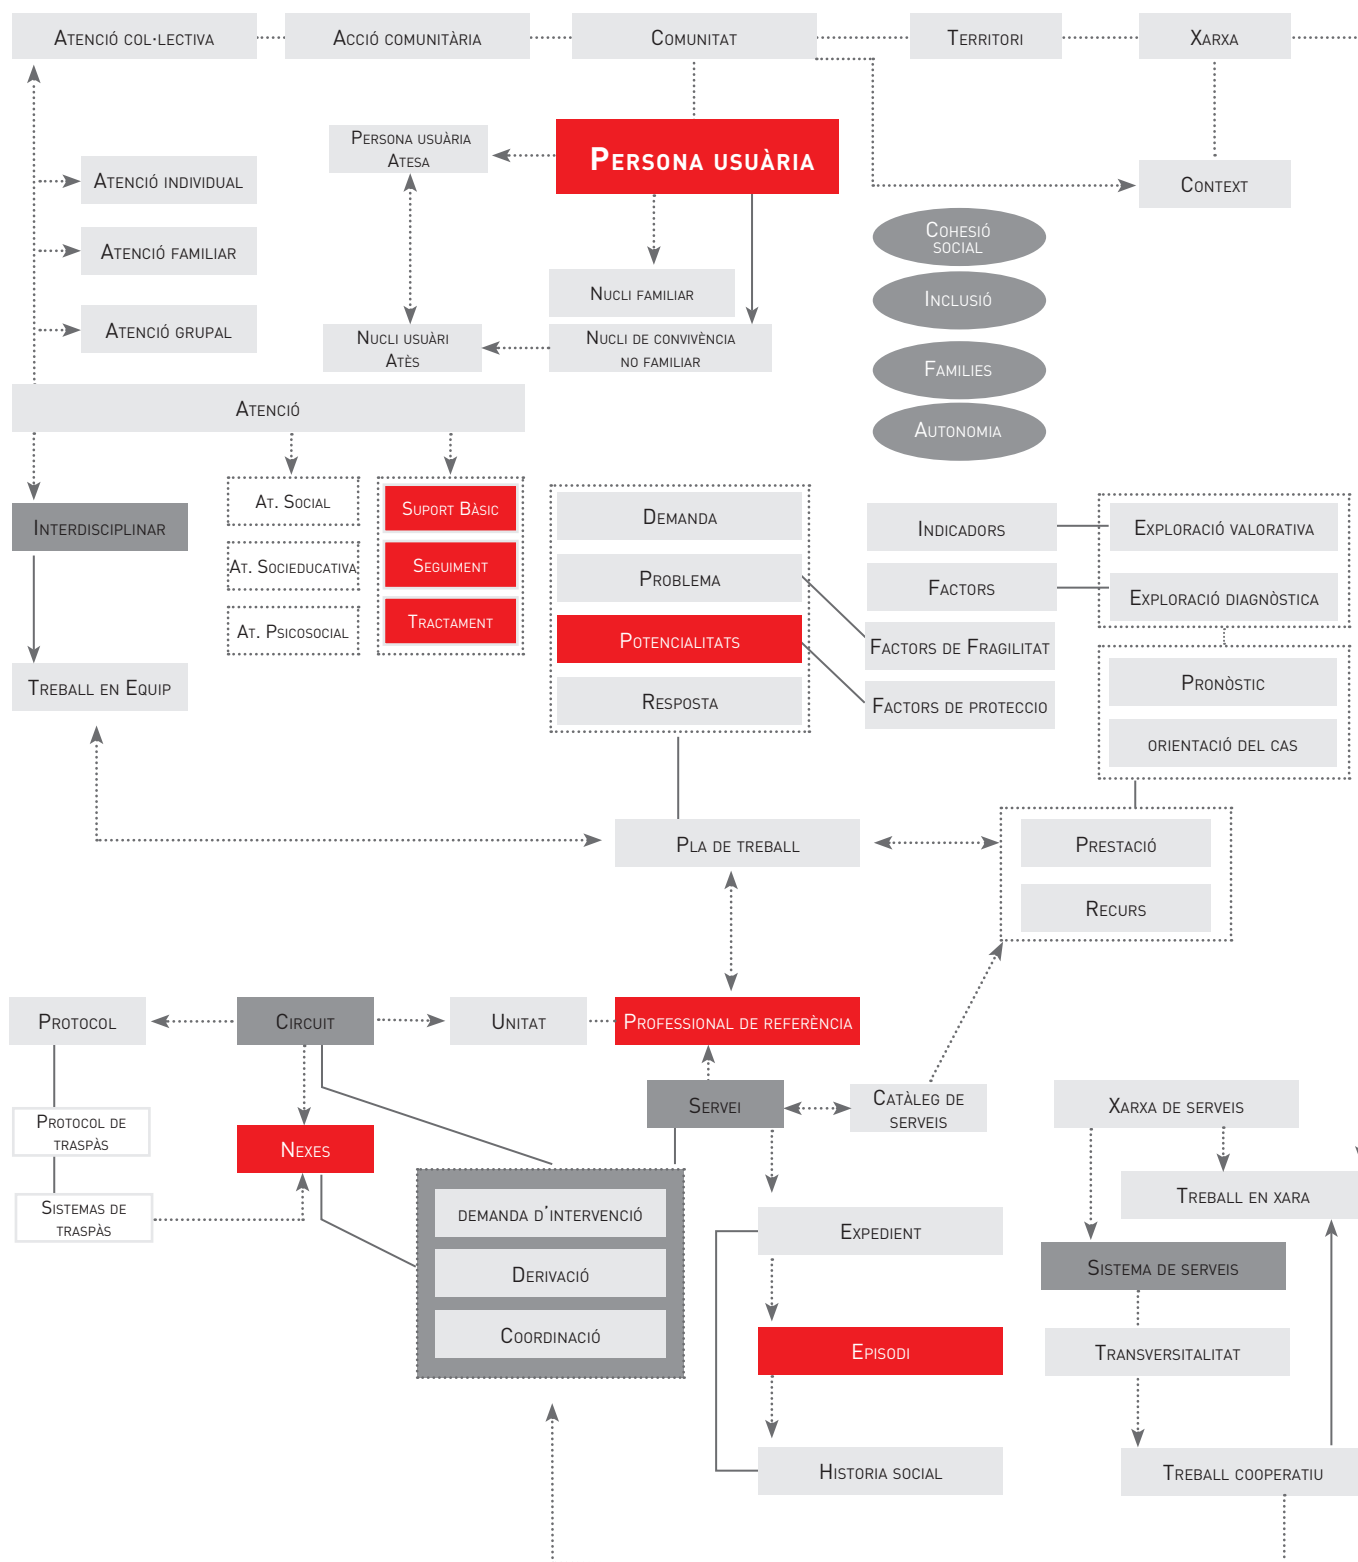 Atenció col·lectiva
Acció comunitària
Comunitat
Territori
Xarxa
Persona usuària
Atesa
Persona usuària
Atenció individual
Context
Atenció familiar
Cohesió
social
Nucli familiar
Inclusió
Atenció grupal
Nucli usuàri
Atès
Nucli de convivència
no familiar
Families
Atenció
Autonomia
At. Social
Suport Bàsic
Demanda
Interdisciplinar
Indicadors
Exploració valorativa
At. Socieducativa
Seguiment
Problema
Factors
Exploració diagnòstica
At. Psicosocial
Tractament
Potencialitats
Factors de Fragilitat
Treball en Equip
Resposta
Factors de proteccio
Pronòstic
orientació del cas
Pla de treball
Prestació
Recurs
Protocol
Circuit
Unitat
Professional de referència
Servei
Catàleg de
serveis
Xarxa de serveis
Protocol de
traspàs
Nexes
Treball en xara
Sistemas de
traspàs
demanda d'intervenció
Expedient
Derivació
Sistema de serveis
Coordinació
Episodi
Transversitalitat
Historia social
Treball cooperatiu